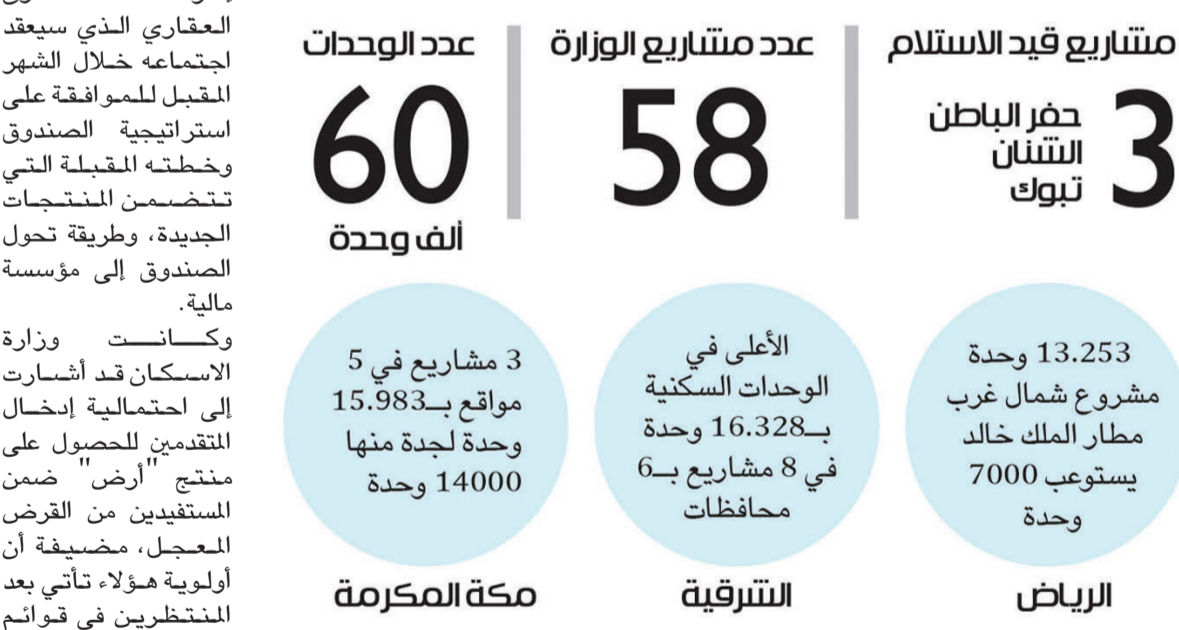 مشاريع قيد الاستلام
3
حفر الباطن
الشنان
تبوك
عدد مشاريع الوزارة
58
عدد الوحدات
60
ألف وحدة
13.253 وحدة
مشروع شمال غرب
مطار الملك خالد
يستوعب 7000
وحدة
الرياض
الأعلى في
الوحدات السكنية
بــ16.328 وحدة
في 8 مشاريع بــ6
محافظات
الشرقية
3 مشاريع في 5
مواقع بــ15.983
وحدة لجدة منها
14000 وحدة
مكة المكرمة
العقاري الذي سيعقد
اجتماعه خلال الشهر
المقبل للموافقة على
استراتيجية الصندوق
وخطته المقبلة التي
تتضمن المنتجات
الجديدة، وطريقة تحول
الصندوق إلى مؤسسة
مالية.
وكانت وزارة
الاسكان قد أشارت
إلى احتمالية إدخال
المتقدمين للحصول على
منتج "أرض" ضمن
المستفيدين من القرض
المعجل، مضيفة أن
أولوية هؤلاء تأتي بعد
المنتظرين في قوائم